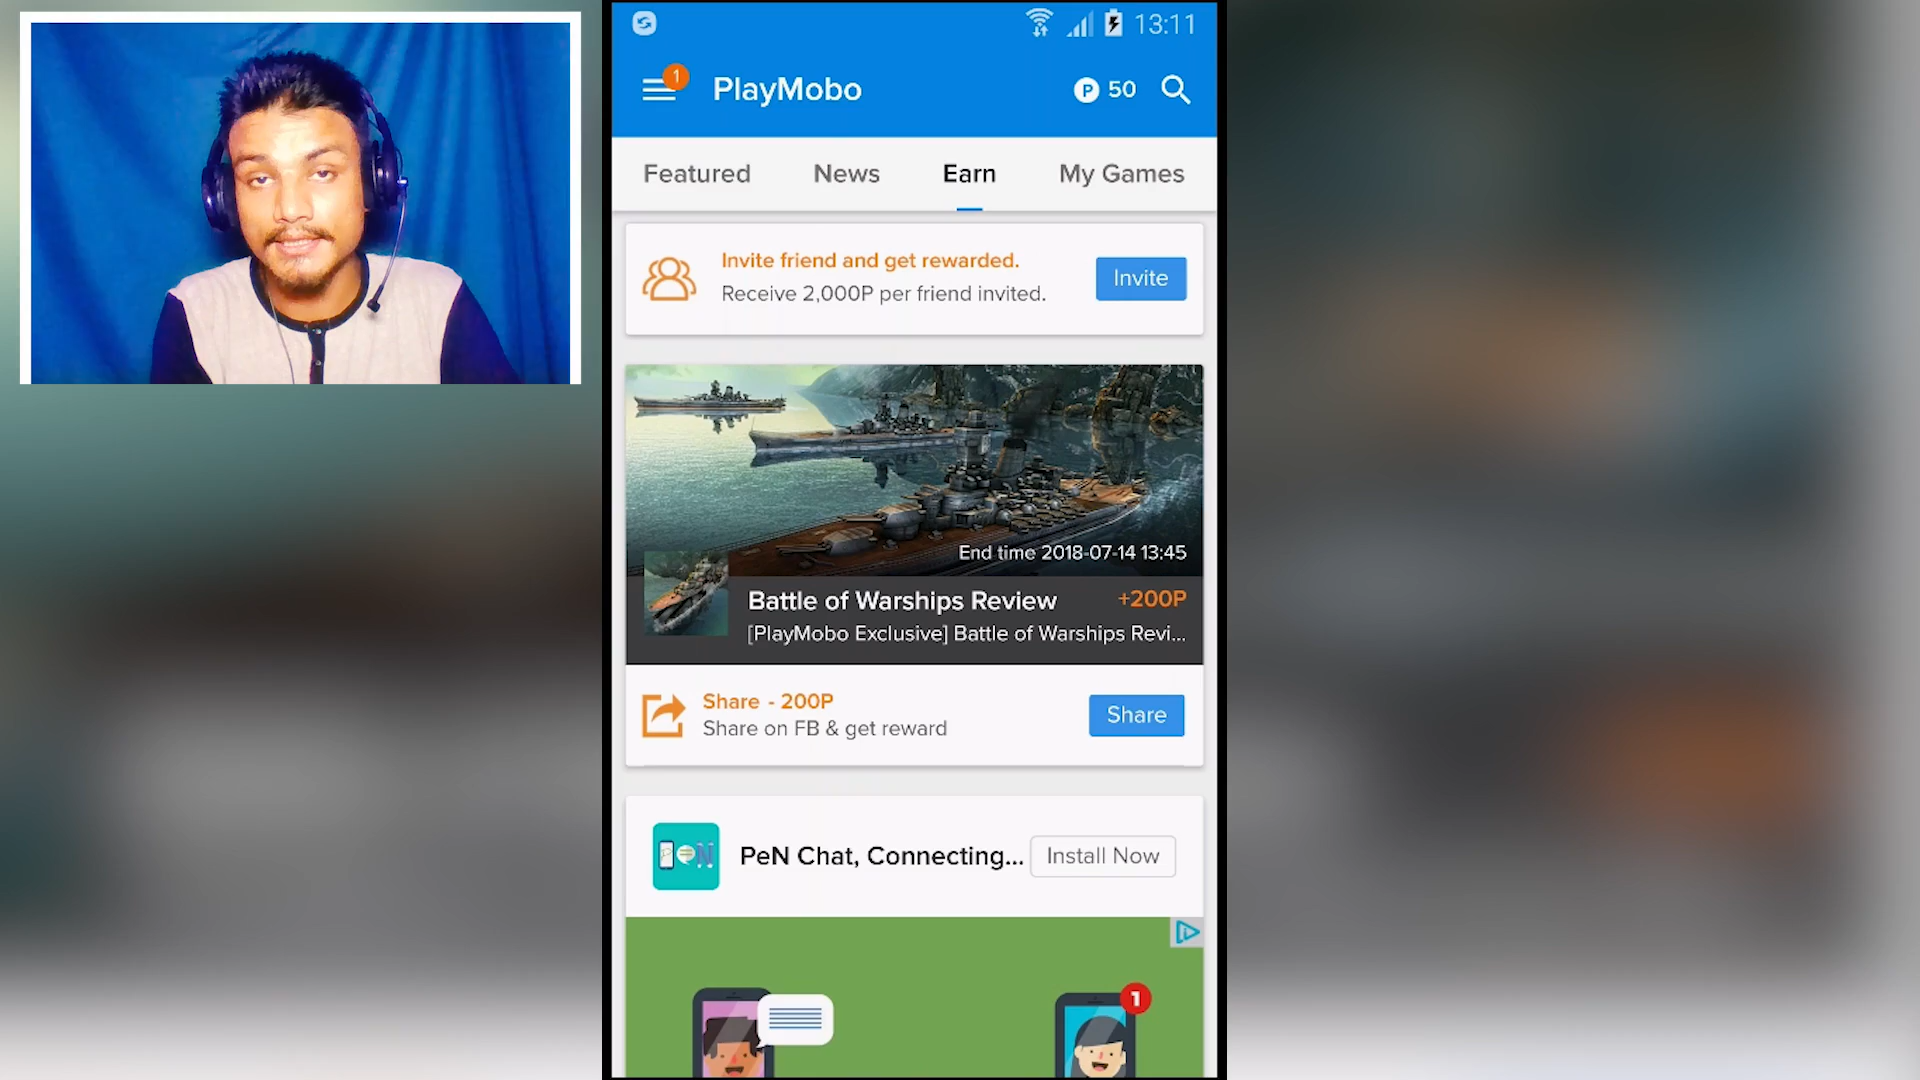 13:11
1
PlayMobo
P 50
Featured
News
Earn
My Games
Invite friend and get rewarded.
Receive 2,000P per friend invited.
Invite
End time 2018-07-14 13:45
Battle of Warships Review
+200P
[PlayMobo Exclusive] Battle of Warships Revi...
Share - 200P
Share on FB & get reward
Share
PeN Chat, Connecting...
Install Now
1